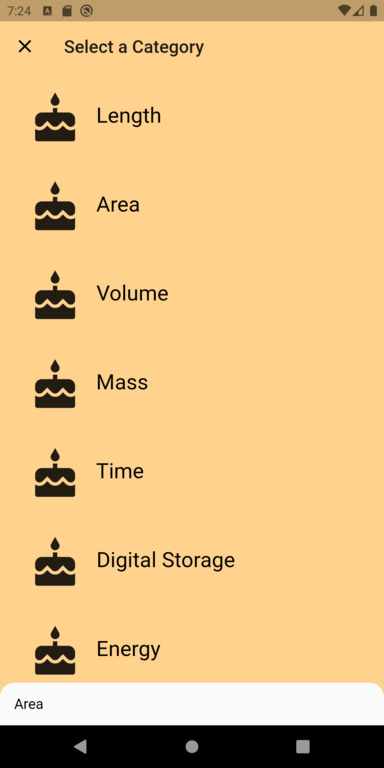 7:24
Select a Category
Length
Area
Volume
Mass
Time
Digital Storage
Energy
Area